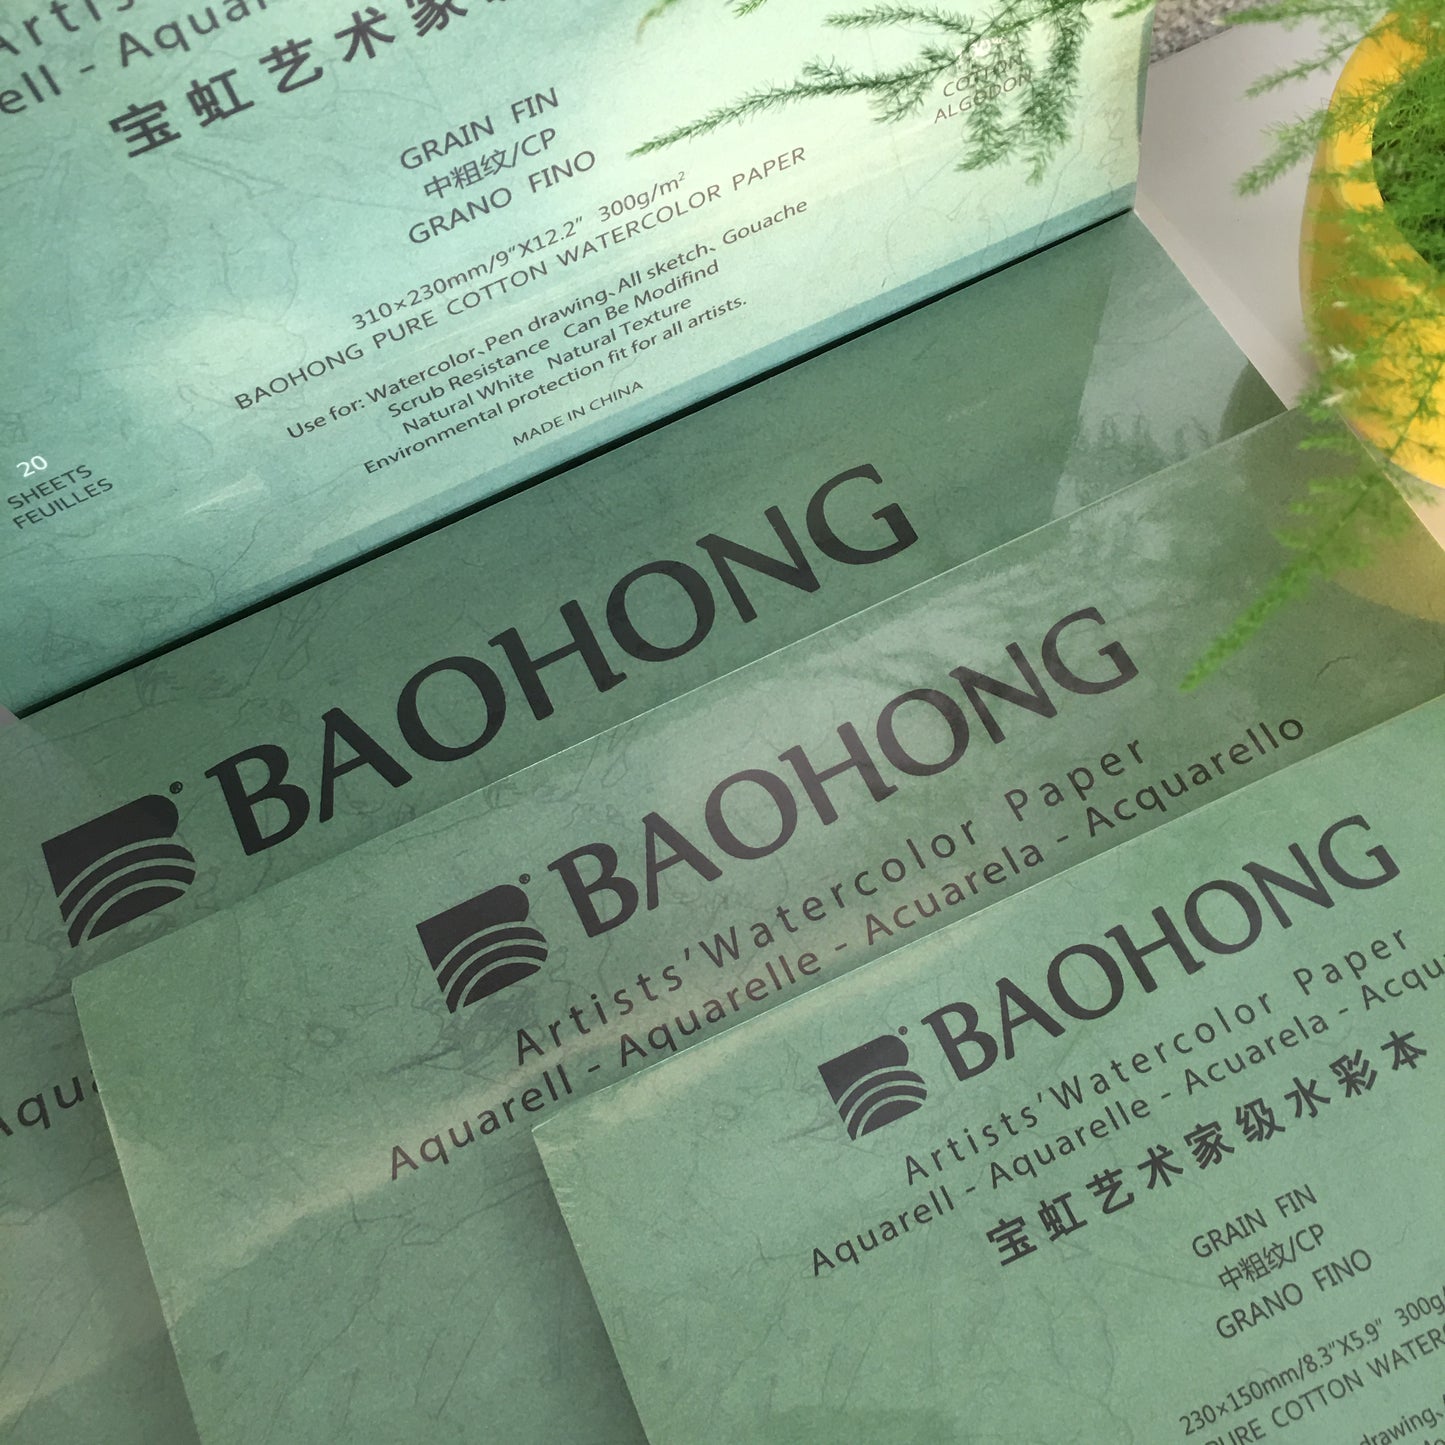 Aquarell
宝虹艺术家
GRAIN FIN
中粗纹/CP
GRANO FINO
310×230mm/9"X12.2" 300g/m²
BAOHONG PURE COTTON WATERCOLOR PAPER
Use for: Watercolor、Pen drawing、All sketch、Gouache
Scrub Resistance Can Be Modifind
Natural White Natural Texture
Environmental protection fit for all artists.
MADE IN CHINA
COTTON
ALGODON
20
SHEETS
FEUILLES
BAOHONG
BAOHONG
Artists' Watercolor Paper
Aquarell - Aquarelle - Acuarela - Acquarello
BAOHONG
Artists' Watercolor Paper
Aquarell - Aquarelle - Acuarela - Acqu
宝虹艺术家级水彩本
GRAIN FIN
中粗纹/CP
GRANO FINO
230×150mm/8.3"X5.9" 300g/
PURE COTTON WATER
drawing、